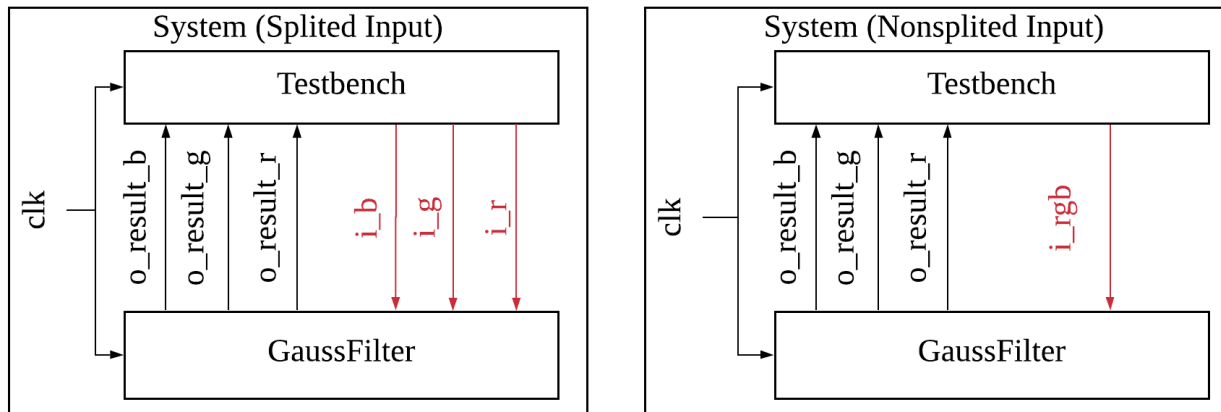 System (Splited Input)
Testbench
clk
o_result_b
o_result_g
o_result_r
i_b
i_g
i_r
GaussFilter
System (Nonsplited Input)
Testbench
clk
o_result_b
o_result_g
o_result_r
i_rgb
GaussFilter